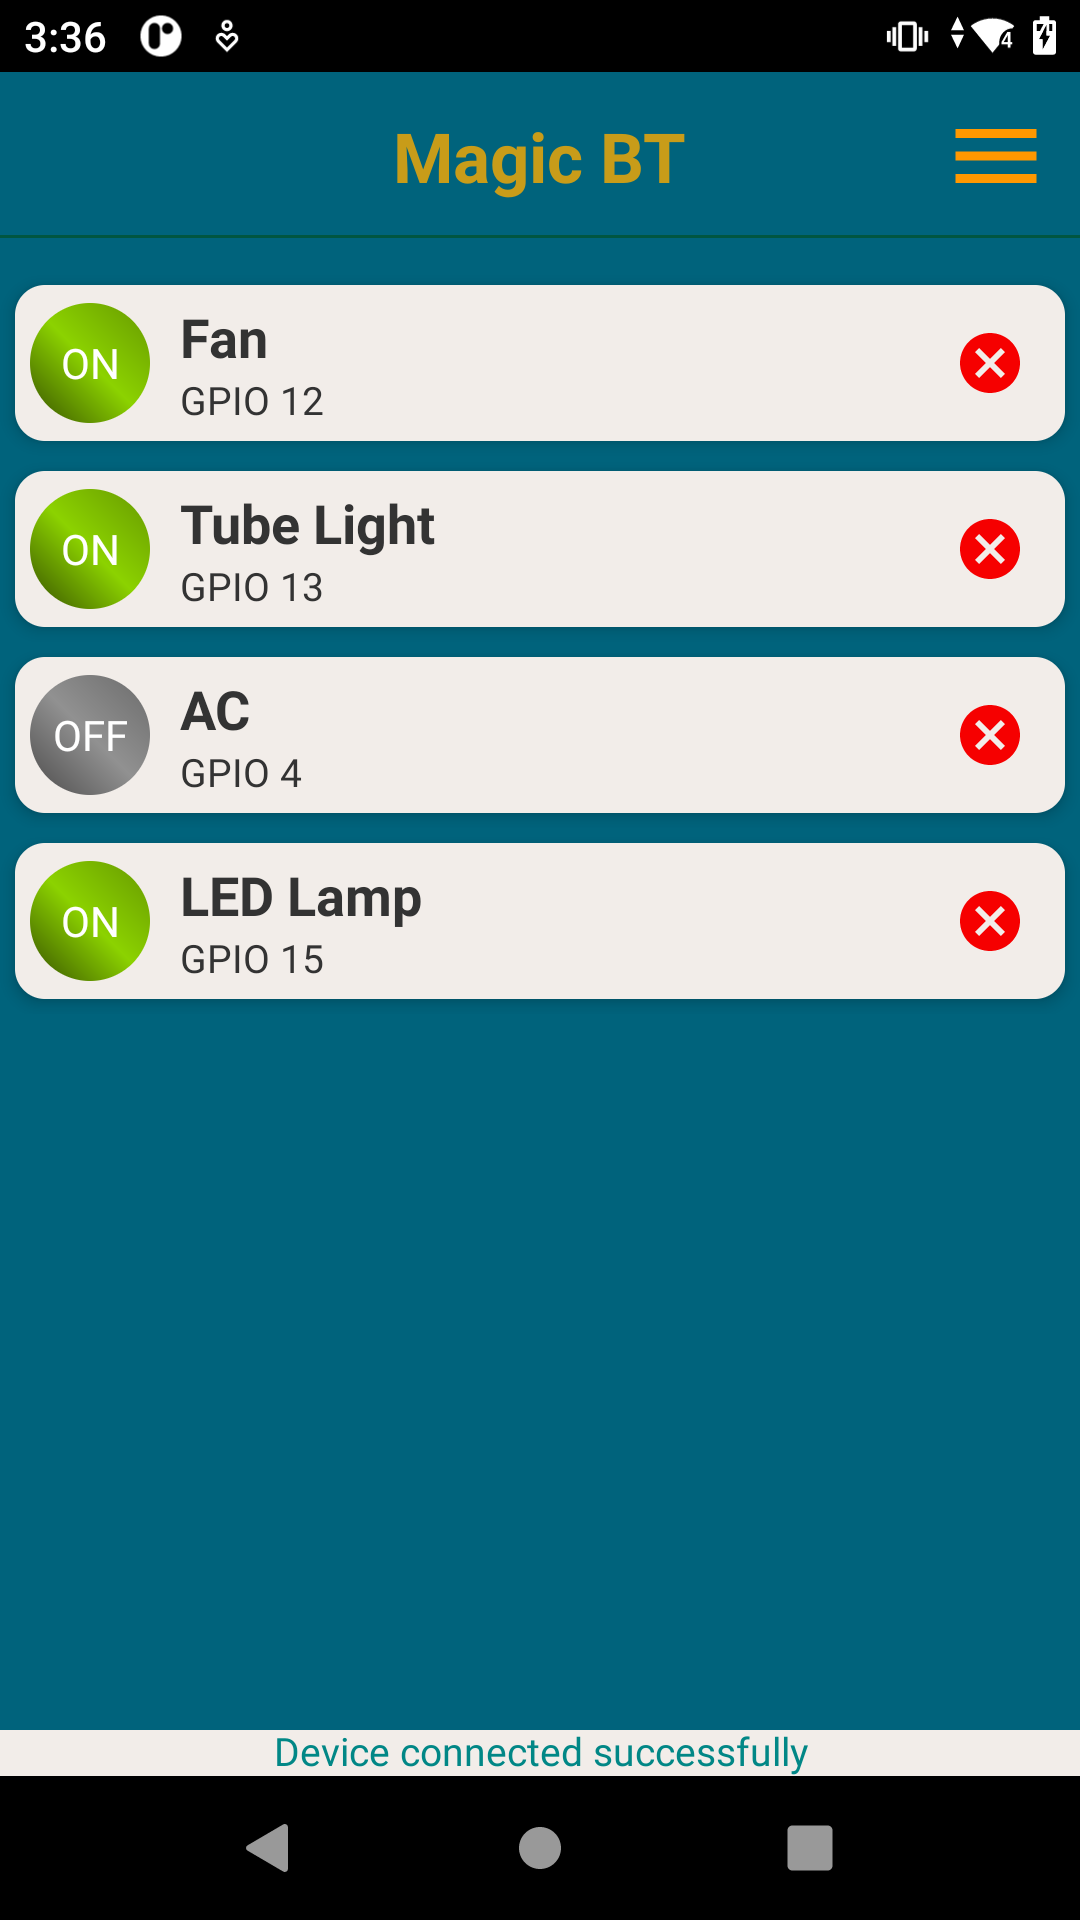 3:36
4
Magic BT
ON
Fan
GPIO 12
ON
Tube Light
GPIO 13
OFF
AC
GPIO 4
ON
LED Lamp
GPIO 15
Device connected successfully